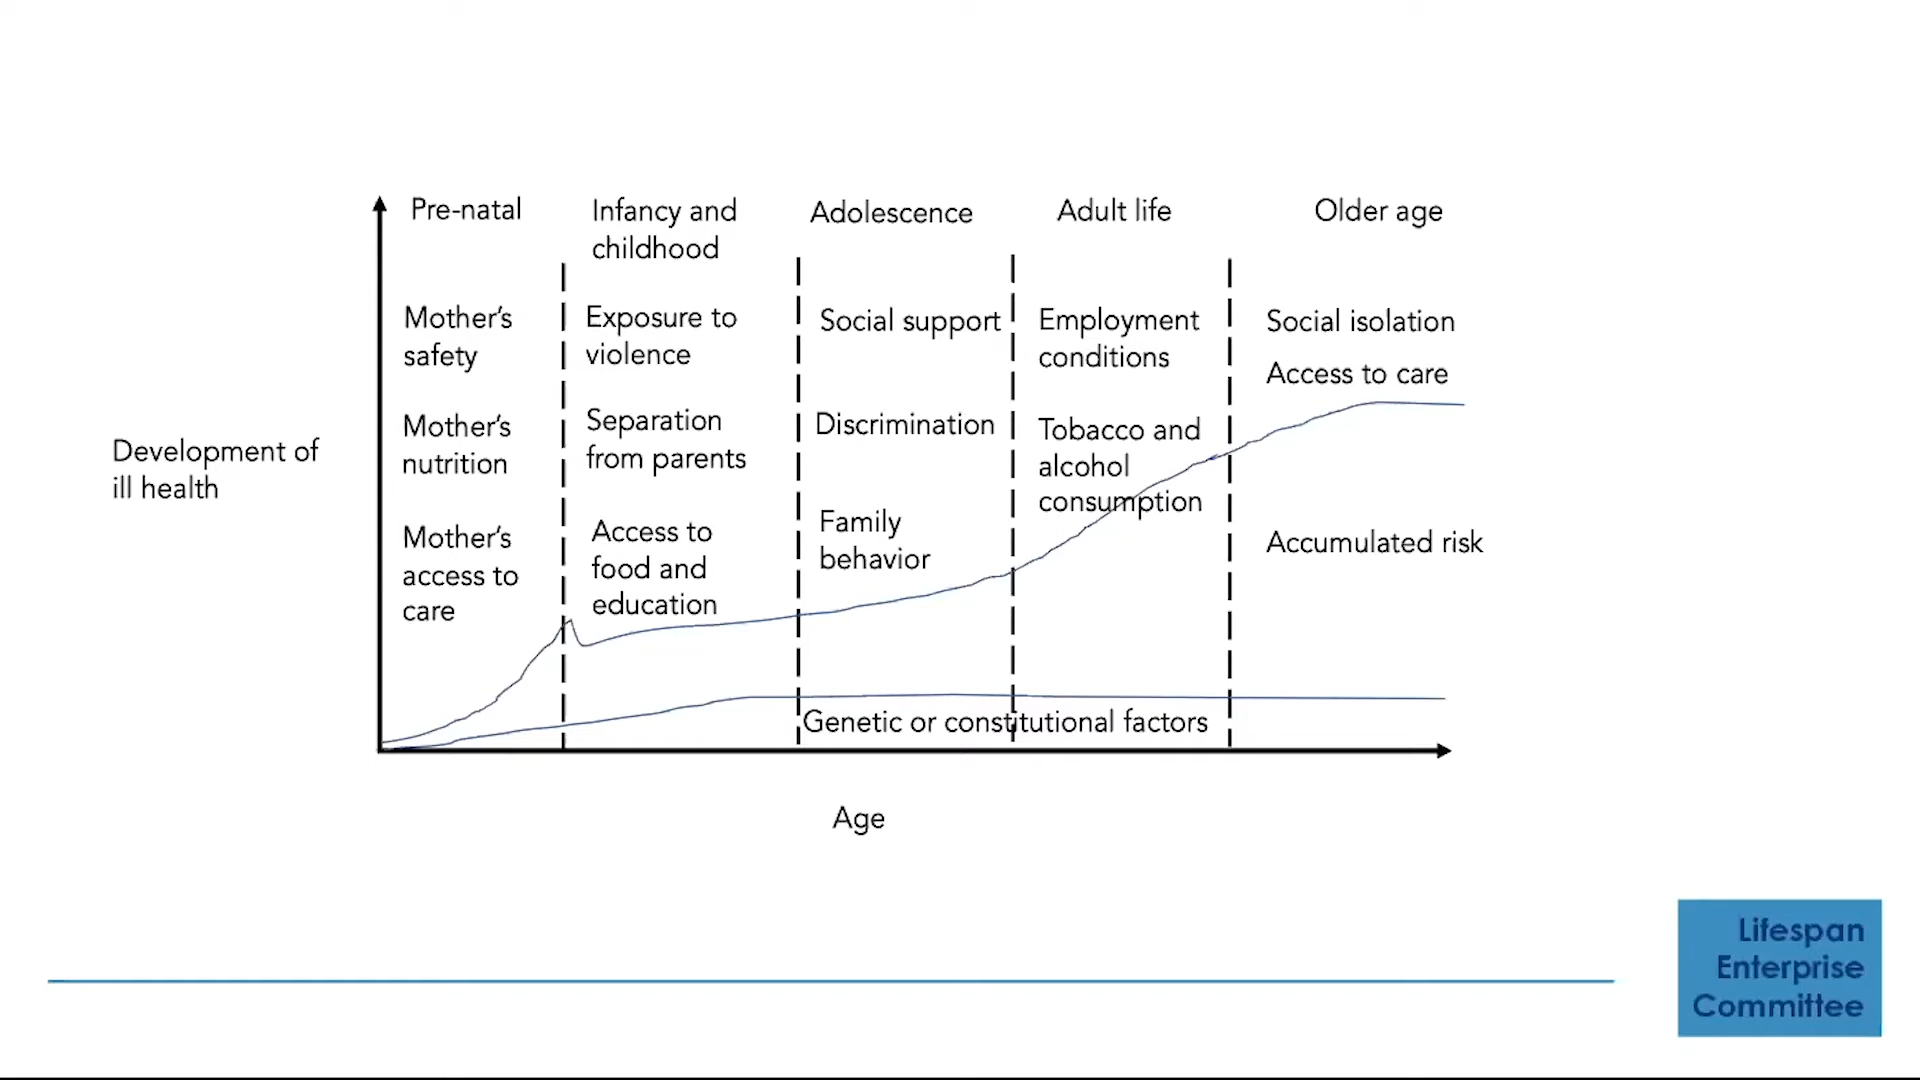 Pre-natal
Infancy and
childhood
Adolescence
Adult life
Older age
Mother's
safety
Mother's
nutrition
Mother's
access to
care
Exposure to
violence
Separation
from parents
Access to
food and
education
Social support
Discrimination
Family
behavior
Employment
conditions
Tobacco and
alcohol
consumption
Social isolation
Access to care
Accumulated risk
Development of
ill health
Genetic or constitutional factors
Age
Lifespan
Enterprise
Committee